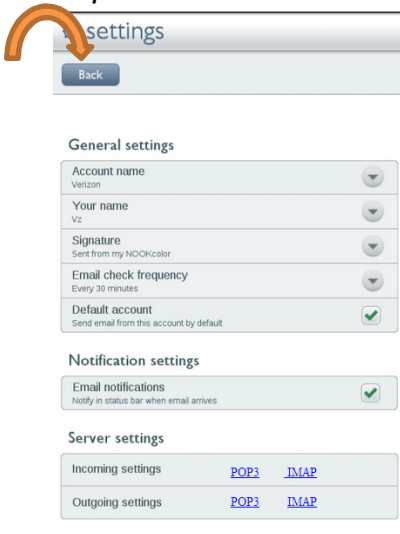 settings
Back
General settings
Account name
Verizon
Your name
Vz
Signature
Sent from my NOOKcolor
Email check frequency
Every 30 minutes
Default account
Send email from this account by default
Notification settings
Email notifications
Notify in status bar when email arrives
Server settings
Incoming settings POP3 IMAP
Outgoing settings POP3 IMAP